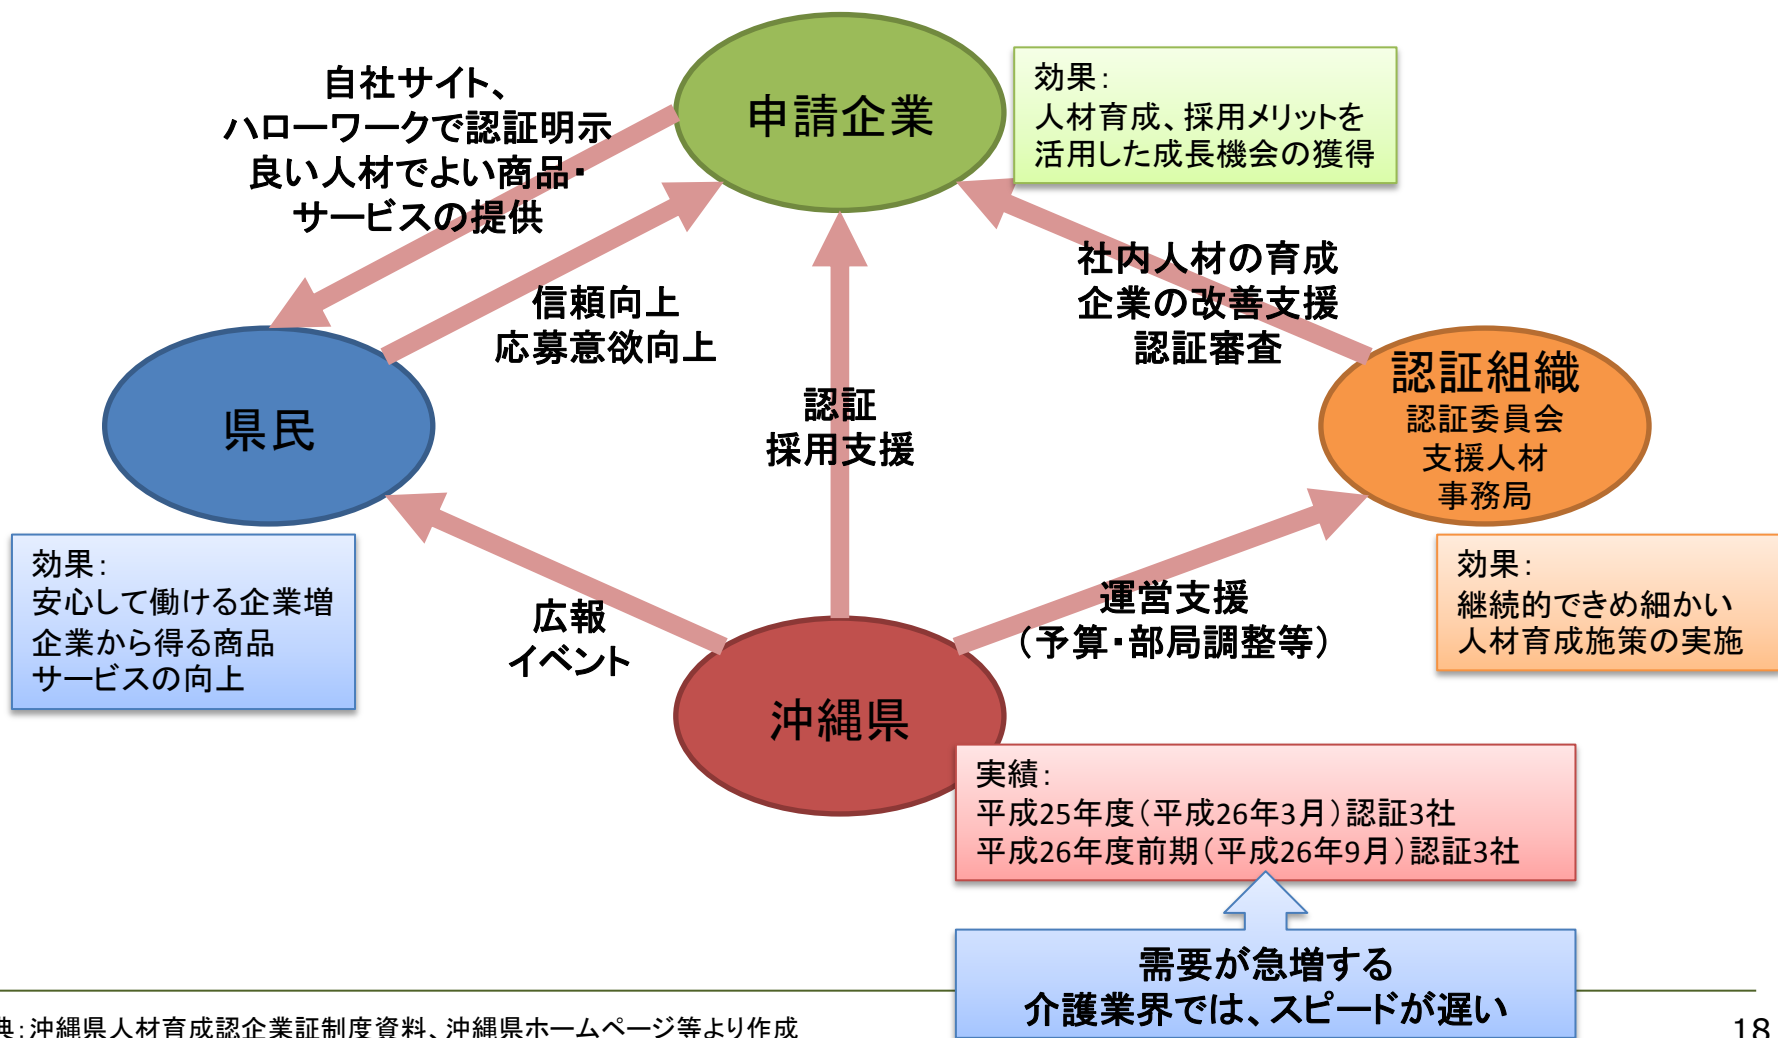 申請企業
効果：
人材育成、採用メリットを
活用した成長機会の獲得
自社サイト、
ハローワークで認証明示
良い人材でよい商品・
サービスの提供
信頼向上
応募意欲向上
認証
採用支援
社内人材の育成
企業の改善支援
認証審査
県民
効果：
安心して働ける企業増
企業から得る商品
サービスの向上
認証組織
認証委員会
支援人材
事務局
効果：
継続的できめ細かい
人材育成施策の実施
広報
イベント
運営支援
（予算・部局調整等）
沖縄県
実績：
平成25年度（平成26年3月）認証3社
平成26年度前期（平成26年9月）認証3社
需要が急増する
介護業界では、スピードが遅い
典：沖縄県人材育成認企業証制度資料、沖縄県ホームページ等より作成
18